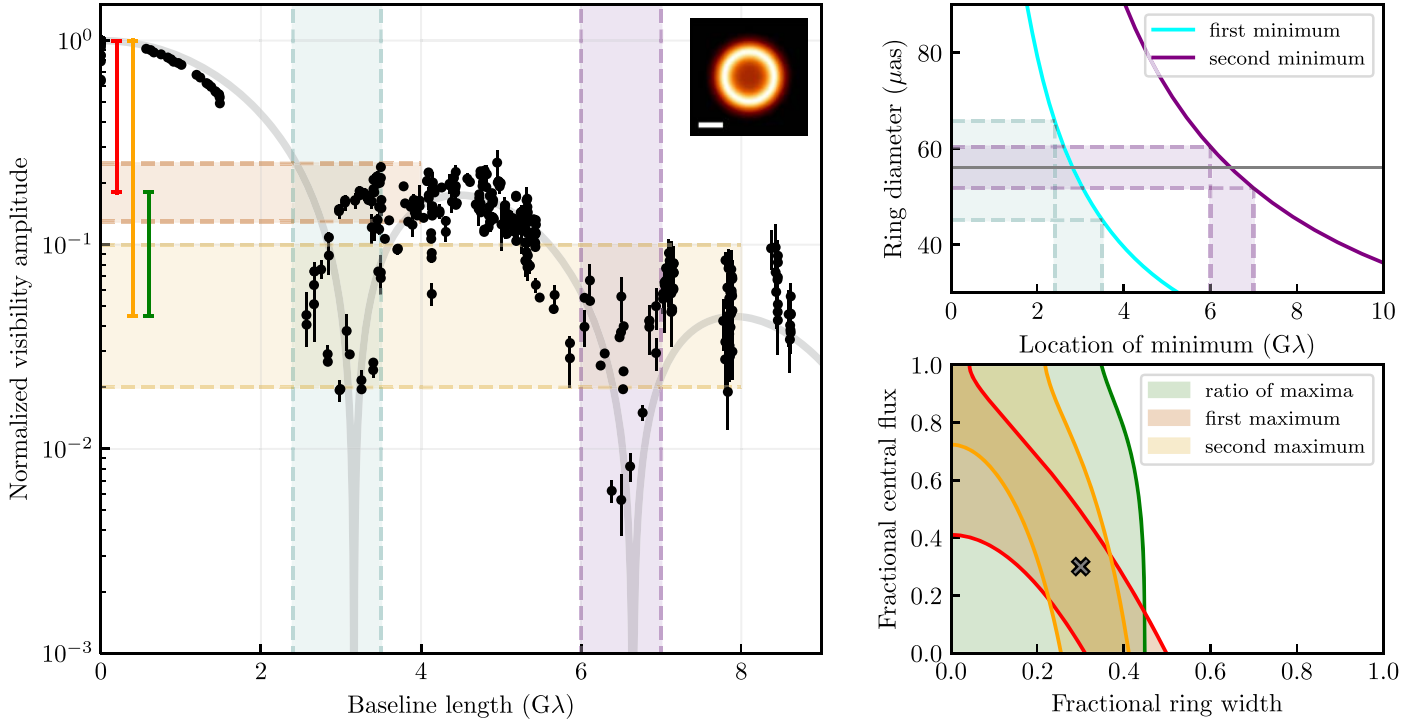 10⁰
10⁻¹
10⁻²
10⁻³
0
2
4
6
8
Normalized visibility amplitude
Baseline length (Gλ)
80
60
40
0
2
4
6
8
10
Ring diameter (μas)
Location of minimum (Gλ)
first minimum
second minimum
1.0
0.8
0.6
0.4
0.2
0.0
0.0
0.2
0.4
0.6
0.8
1.0
Fractional central flux
Fractional ring width
ratio of maxima
first maximum
second maximum